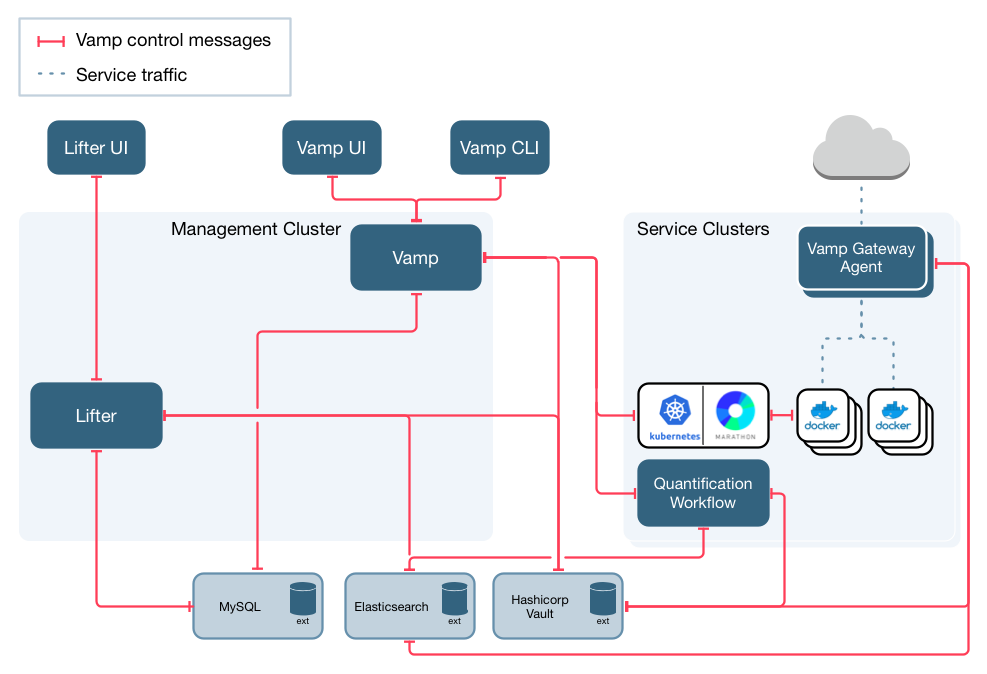 Vamp control messages
Service traffic
Lifter UI
Vamp UI
Vamp CLI
Management Cluster
Service Clusters
Vamp
Vamp Gateway
Agent
Lifter
kubernetes
MARATHON
docker
docker
Quantification
Workflow
MySQL
ext
Elasticsearch
ext
Hashicorp
Vault
ext